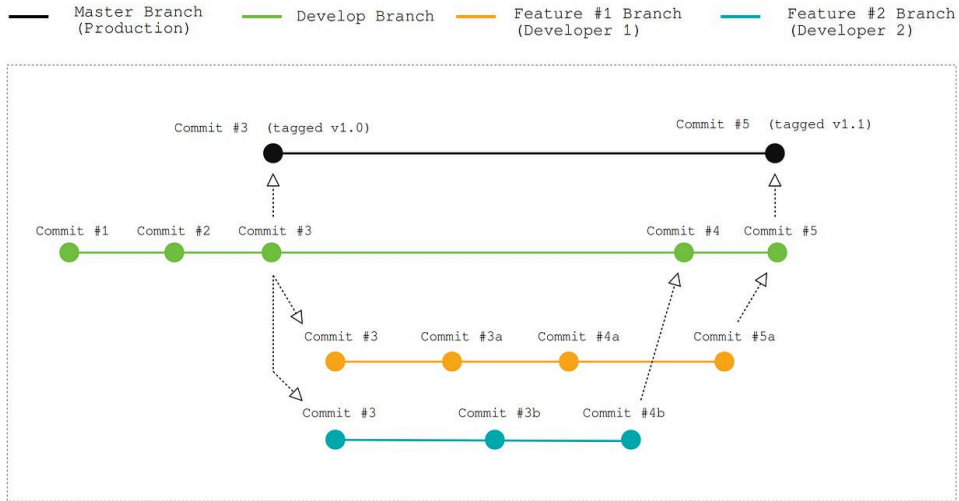 Master Branch
(Production)
Develop Branch
Feature #1 Branch
(Developer 1)
Feature #2 Branch
(Developer 2)
Commit #3 (tagged v1.0)
Commit #5 (tagged v1.1)
Commit #1
Commit #2
Commit #3
Commit #4
Commit #5
Commit #3
Commit #3a
Commit #4a
Commit #5a
Commit #3
Commit #3b
Commit #4b